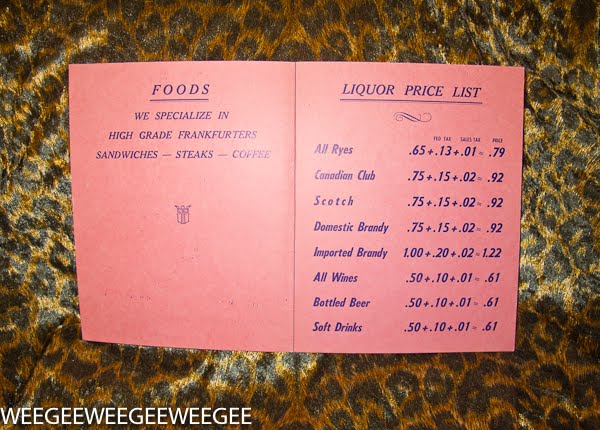 FOODS
WE SPECIALIZE IN
HIGH GRADE FRANKFURTERS
SANDWICHES — STEAKS — COFFEE
LIQUOR PRICE LIST
FED TAX SALES TAX PRICE
All Ryes .65+.13+.01= .79
Canadian Club .75+.15+.02= .92
Scotch .75+.15+.02= .92
Domestic Brandy .75+.15+.02= .92
Imported Brandy 1.00+.20+.02=1.22
All Wines .50+.10+.01= .61
Bottled Beer .50+.10+.01= .61
Soft Drinks .50+.10+.01= .61
WEEGEEWEEGEEWEEGEE